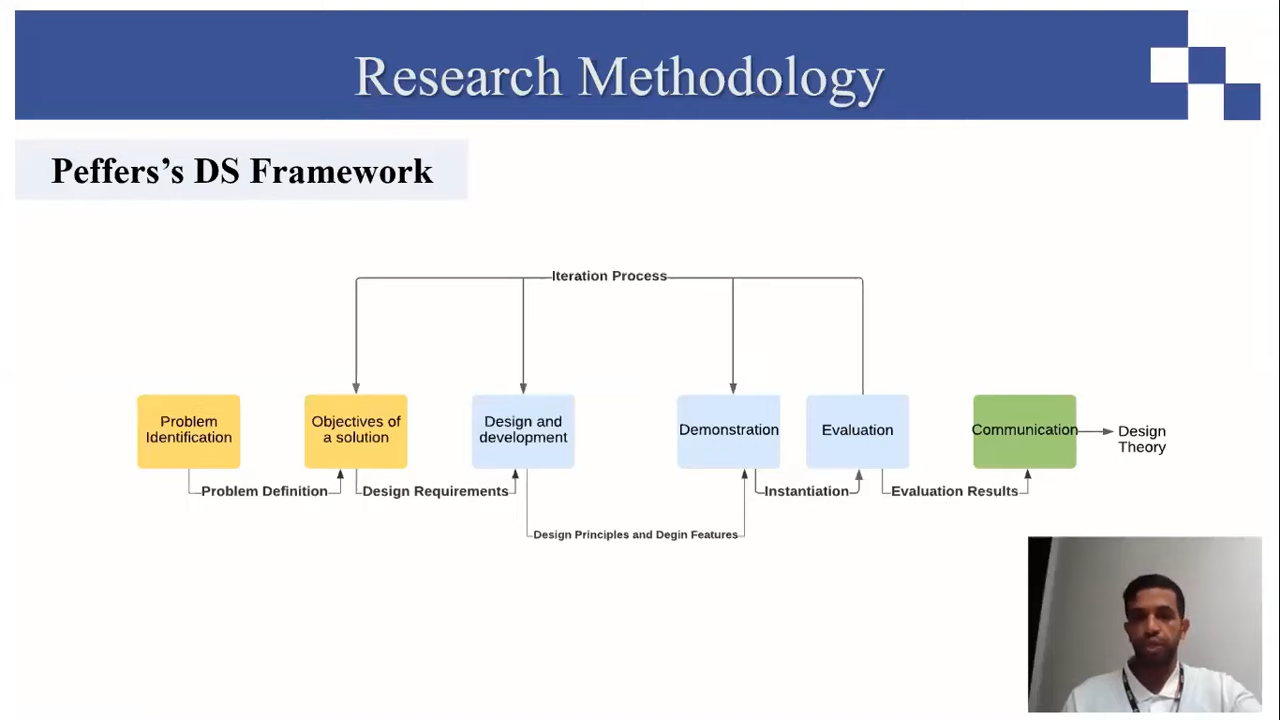 Research Methodology
Peffers’s DS Framework
Iteration Process
Problem
Identification
Objectives of
a solution
Design and
development
Demonstration
Evaluation
Communication
Design
Theory
Problem Definition
Design Requirements
Instantiation
Evaluation Results
Design Principles and Degin Features